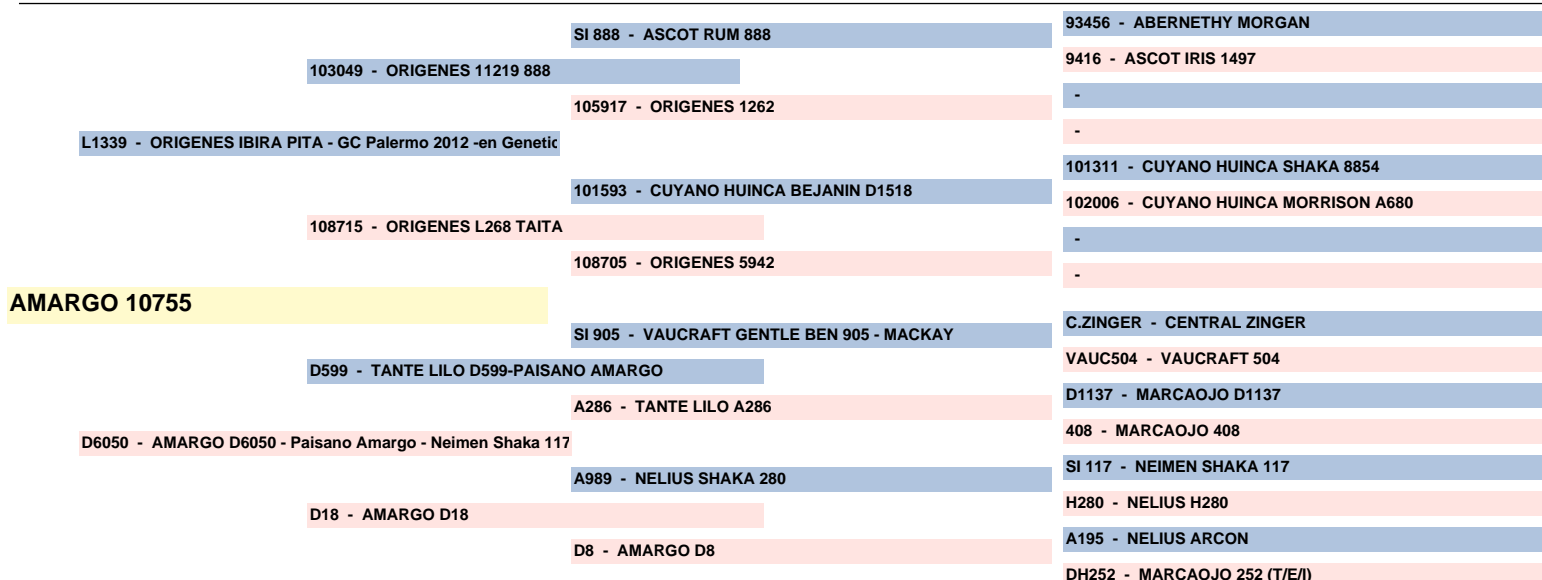 93456 - ABERNETHY MORGAN
SI 888 - ASCOT RUM 888
9416 - ASCOT IRIS 1497
103049 - ORIGENES 11219 888
-
105917 - ORIGENES 1262
-
L1339 - ORIGENES IBIRA PITA - GC Palermo 2012 -en Genetic
101311 - CUYANO HUINCA SHAKA 8854
101593 - CUYANO HUINCA BEJANIN D1518
102006 - CUYANO HUINCA MORRISON A680
108715 - ORIGENES L268 TAITA
-
108705 - ORIGENES 5942
-
AMARGO 10755
C.ZINGER - CENTRAL ZINGER
SI 905 - VAUCRAFT GENTLE BEN 905 - MACKAY
VAUC504 - VAUCRAFT 504
D599 - TANTE LILO D599-PAISANO AMARGO
D1137 - MARCAOJO D1137
A286 - TANTE LILO A286
408 - MARCAOJO 408
D6050 - AMARGO D6050 - Paisano Amargo - Neimen Shaka 117
SI 117 - NEIMEN SHAKA 117
A989 - NELIUS SHAKA 280
H280 - NELIUS H280
D18 - AMARGO D18
A195 - NELIUS ARCON
D8 - AMARGO D8
DH252 - MARCAOJO 252 (T/E/I)